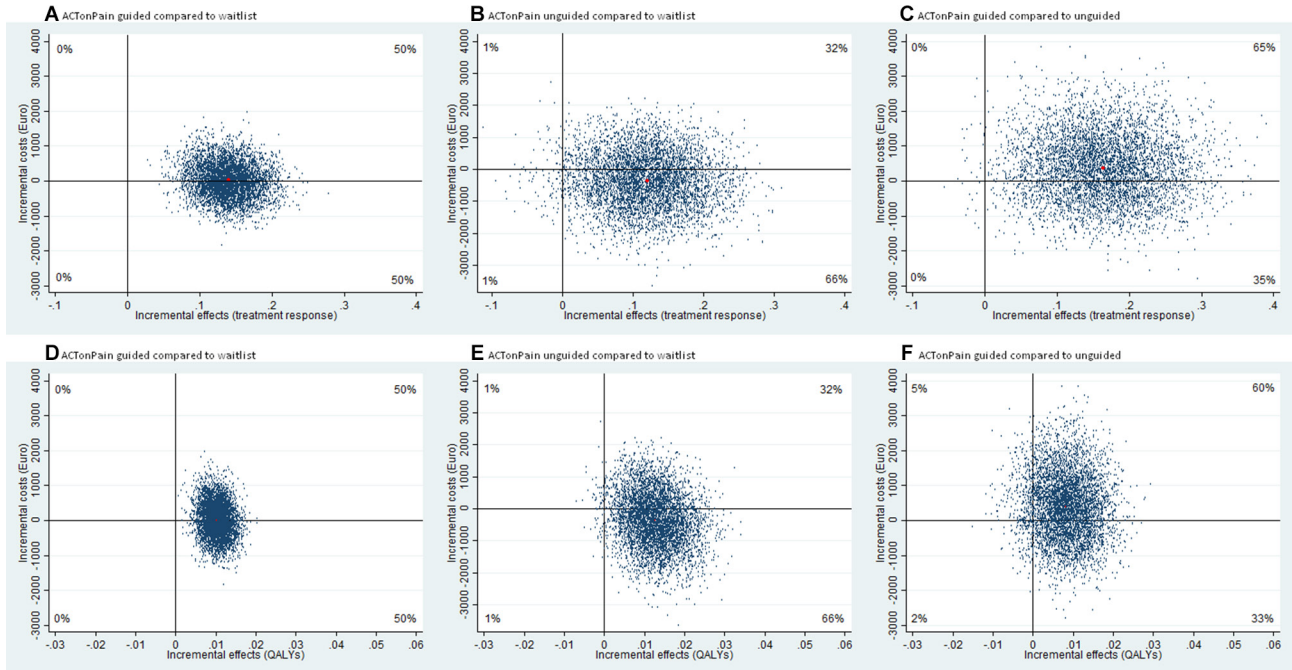 A ACTonPain guided compared to waitlist
0% 50%
Incremental costs (Euro)
-3000 -2000 -1000 0 1000 2000 3000 4000
0% 50%
-.1 0 .1 .2 .3 .4
Incremental effects (treatment response)
B ACTonPain unguided compared to waitlist
1% 32%
Incremental costs (Euro)
-3000 -2000 -1000 0 1000 2000 3000 4000
1% 66%
-.1 0 .1 .2 .3 .4
Incremental effects (treatment response)
C ACTonPain guided compared to unguided
0% 65%
Incremental costs (Euro)
-3000 -2000 -1000 0 1000 2000 3000 4000
0% 35%
-.1 0 .1 .2 .3 .4
Incremental effects (treatment response)
D ACTonPain guided compared to waitlist
0% 50%
Incremental costs (Euro)
-3000 -2000 -1000 0 1000 2000 3000 4000
0% 50%
-.03 -.02 -.01 0 .01 .02 .03 .04 .05 .06
Incremental effects (QALYs)
E ACTonPain unguided compared to waitlist
1% 32%
Incremental costs (Euro)
-3000 -2000 -1000 0 1000 2000 3000 4000
1% 66%
-.03 -.02 -.01 0 .01 .02 .03 .04 .05 .06
Incremental effects (QALYs)
F ACTonPain guided compared to unguided
5% 60%
Incremental costs (Euro)
-3000 -2000 -1000 0 1000 2000 3000 4000
2% 33%
-.03 -.02 -.01 0 .01 .02 .03 .04 .05 .06
Incremental effects (QALYs)